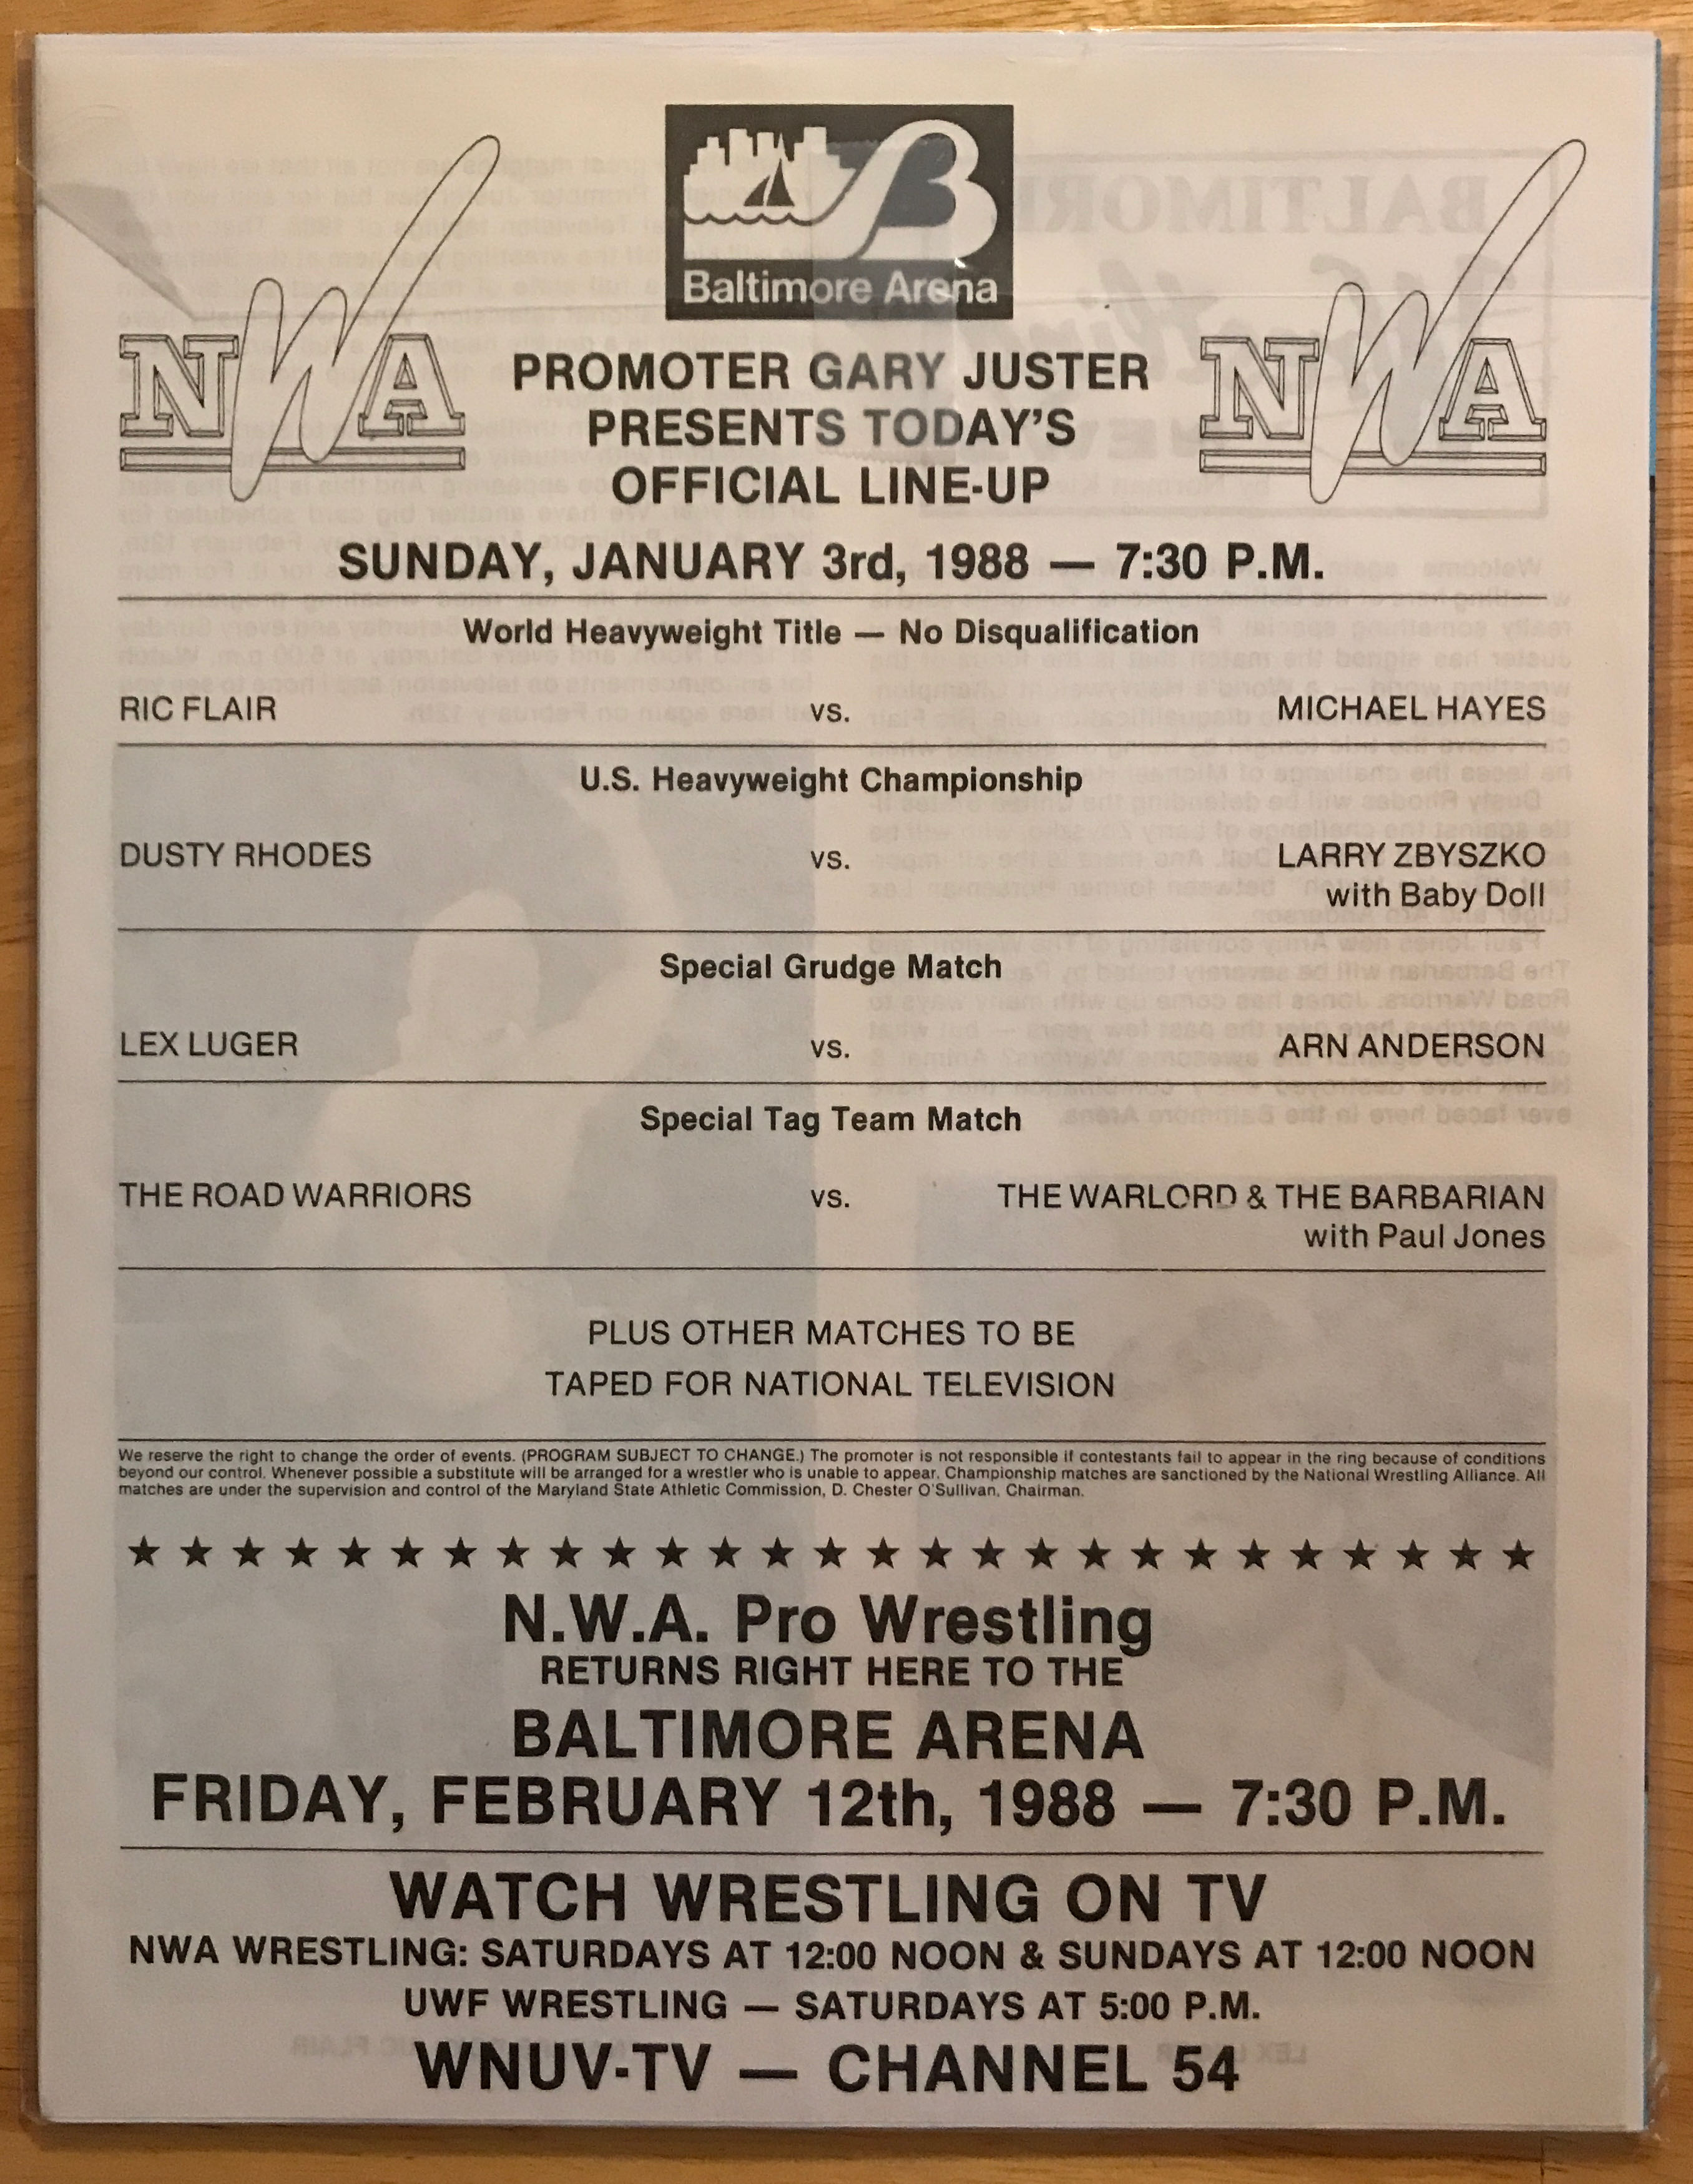 Baltimore Arena
NWA
NWA
PROMOTER GARY JUSTER
PRESENTS TODAY'S
OFFICIAL LINE-UP
SUNDAY, JANUARY 3rd, 1988 — 7:30 P.M.
World Heavyweight Title — No Disqualification
RIC FLAIR vs. MICHAEL HAYES
U.S. Heavyweight Championship
DUSTY RHODES vs. LARRY ZBYSZKO
with Baby Doll
Special Grudge Match
LEX LUGER vs. ARN ANDERSON
Special Tag Team Match
THE ROAD WARRIORS vs. THE WARLORD & THE BARBARIAN
with Paul Jones
PLUS OTHER MATCHES TO BE
TAPED FOR NATIONAL TELEVISION
We reserve the right to change the order of events. (PROGRAM SUBJECT TO CHANGE.) The promoter is not responsible if contestants fail to appear in the ring because of conditions
beyond our control. Whenever possible a substitute will be arranged for a wrestler who is unable to appear. Championship matches are sanctioned by the National Wrestling Alliance. All
matches are under the supervision and control of the Maryland State Athletic Commission, D. Chester O'Sullivan, Chairman.
N.W.A. Pro Wrestling
RETURNS RIGHT HERE TO THE
BALTIMORE ARENA
FRIDAY, FEBRUARY 12th, 1988 — 7:30 P.M.
WATCH WRESTLING ON TV
NWA WRESTLING: SATURDAYS AT 12:00 NOON & SUNDAYS AT 12:00 NOON
UWF WRESTLING — SATURDAYS AT 5:00 P.M.
WNUV-TV — CHANNEL 54